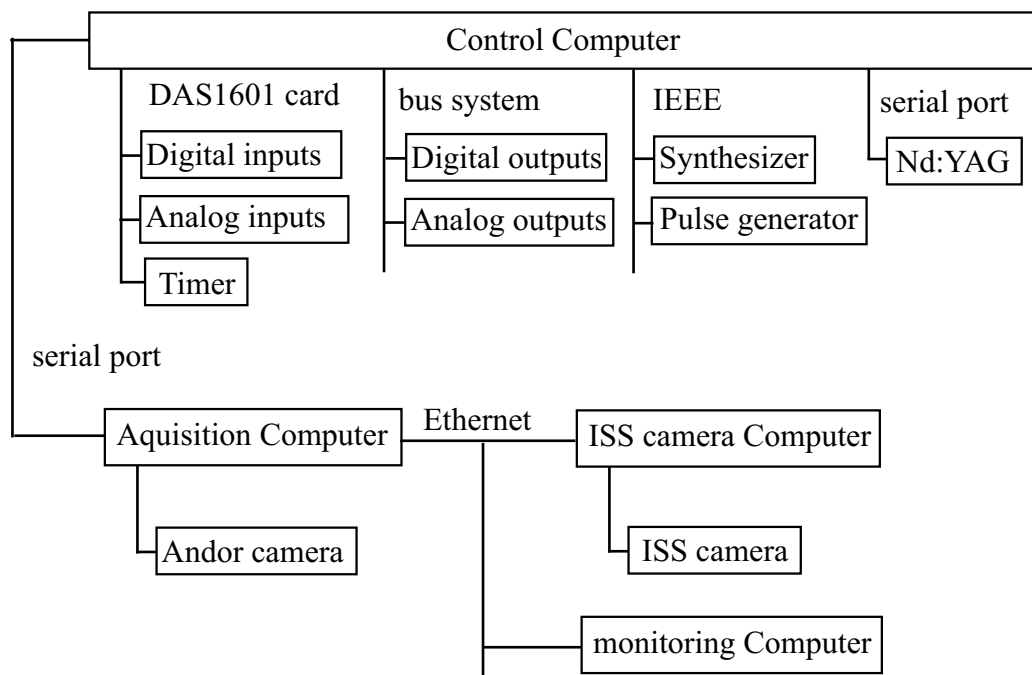 Control Computer
DAS1601 card
bus system
IEEE
serial port
Digital inputs
Digital outputs
Synthesizer
Nd:YAG
Analog inputs
Analog outputs
Pulse generator
Timer
serial port
Aquisition Computer
Ethernet
ISS camera Computer
Andor camera
ISS camera
monitoring Computer